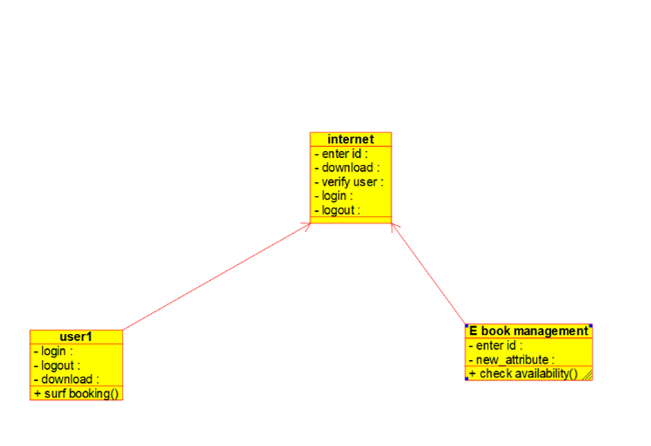 internet
- enter id :
- download :
- verify user :
- login :
- logout :
user1
- login :
- logout :
- download :
+ surf booking()
E book management
- enter id :
- new_attribute :
+ check availability()